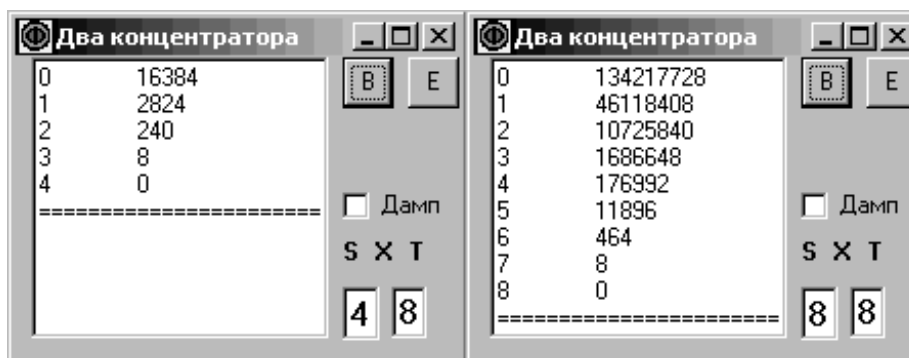 Два концентратора
0 16384
1 2824
2 240
3 8
4 0
======================
B E
Дамп
S X T
4 8
Два концентратора
0 134217728
1 46118408
2 10725840
3 1686648
4 176992
5 11896
6 464
7 8
8 0
======================
B E
Дамп
S X T
8 8